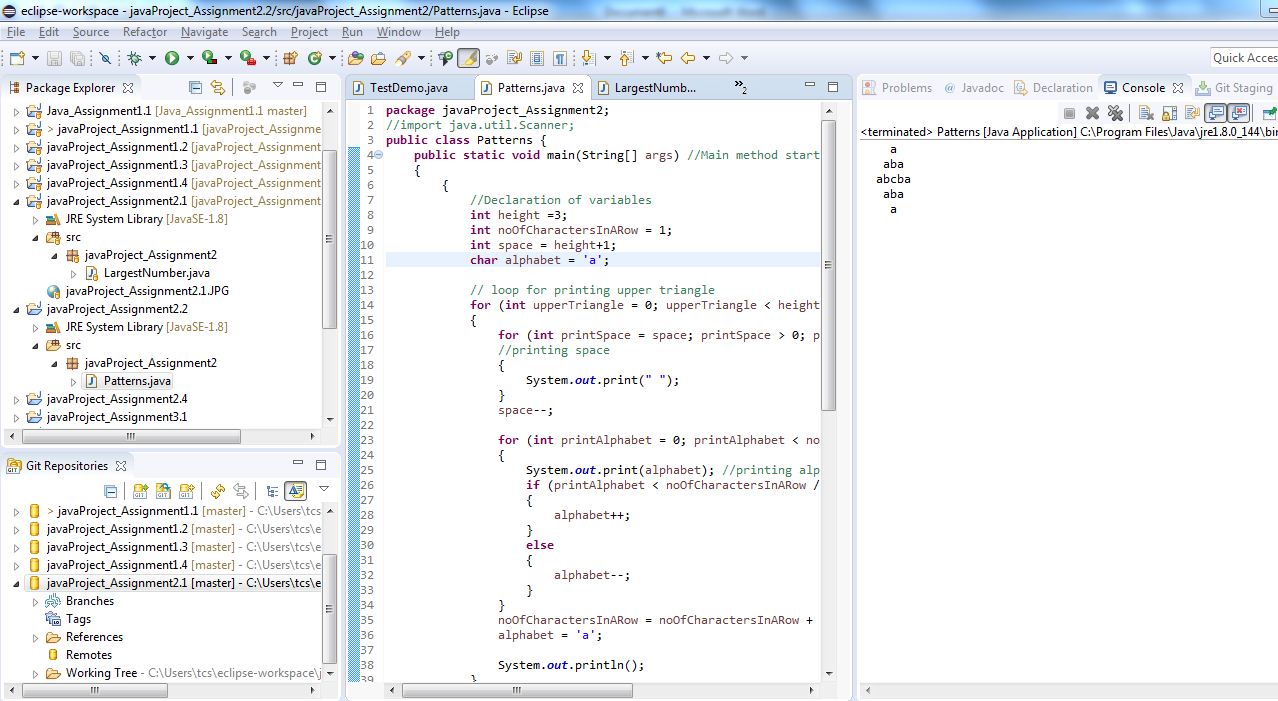 eclipse-workspace - javaProject_Assignment2.2/src/javaProject_Assignment2/Patterns.java - Eclipse
File Edit Source Refactor Navigate Search Project Run Window Help
Quick Acces
Package Explorer
Java_Assignment1.1 [Java_Assignment1.1 master]
> javaProject_Assignment1.1 [javaProject_Assignmen
javaProject_Assignment1.2 [javaProject_Assignment
javaProject_Assignment1.3 [javaProject_Assignment
javaProject_Assignment1.4 [javaProject_Assignment
javaProject_Assignment2.1 [javaProject_Assignment
JRE System Library [JavaSE-1.8]
src
javaProject_Assignment2
LargestNumber.java
javaProject_Assignment2.1.JPG
javaProject_Assignment2.2
JRE System Library [JavaSE-1.8]
src
javaProject_Assignment2
Patterns.java
javaProject_Assignment2.4
javaProject_Assignment3.1
Git Repositories
> javaProject_Assignment1.1 [master] - C:\Users\tcs
javaProject_Assignment1.2 [master] - C:\Users\tcs\e
javaProject_Assignment1.3 [master] - C:\Users\tcs\e
javaProject_Assignment1.4 [master] - C:\Users\tcs\e
javaProject_Assignment2.1 [master] - C:\Users\tcs\e
Branches
Tags
References
Remotes
Working Tree - C:\Users\tcs\eclipse-workspace\j
TestDemo.java Patterns.java LargestNumb... »2
1 package javaProject_Assignment2;
2 //import java.util.Scanner;
3 public class Patterns {
4 public static void main(String[] args) //Main method start
5 {
6 {
7 //Declaration of variables
8 int height =3;
9 int noOfCharactersInARow = 1;
10 int space = height+1;
11 char alphabet = 'a';
12
13 // loop for printing upper triangle
14 for (int upperTriangle = 0; upperTriangle < height
15 {
16 for (int printSpace = space; printSpace > 0; p
17 //printing space
18 {
19 System.out.print(" ");
20 }
21 space--;
22
23 for (int printAlphabet = 0; printAlphabet < no
24 {
25 System.out.print(alphabet); //printing alp
26 if (printAlphabet < noOfCharactersInARow /
27 {
28 alphabet++;
29 }
30 else
31 {
32 alphabet--;
33 }
34 }
35 noOfCharactersInARow = noOfCharactersInARow +
36 alphabet = 'a';
37
38 System.out.println();
39 }
Problems @ Javadoc Declaration Console Git Staging
<terminated> Patterns [Java Application] C:\Program Files\Java\jre1.8.0_144\bin
a
aba
abcba
aba
a